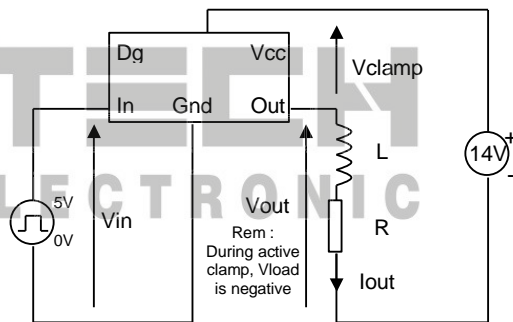 Dg Vcc
Vclamp
In Gnd Out
TECH
ELECTRONIC
14V
+
-
L
5V
0V
Vin
Vout
R
Rem :
During active
clamp, Vload
is negative
Iout